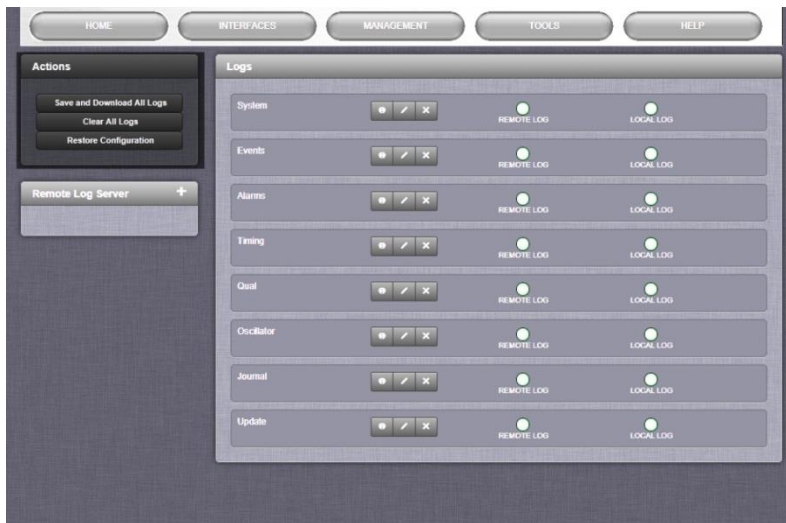 HOME INTERFACES MANAGEMENT TOOLS HELP
Actions
Save and Download All Logs
Clear All Logs
Restore Configuration
Remote Log Server +
Logs
System REMOTE LOG LOCAL LOG
Events REMOTE LOG LOCAL LOG
Alarms REMOTE LOG LOCAL LOG
Timing REMOTE LOG LOCAL LOG
Qual REMOTE LOG LOCAL LOG
Oscillator REMOTE LOG LOCAL LOG
Journal REMOTE LOG LOCAL LOG
Update REMOTE LOG LOCAL LOG